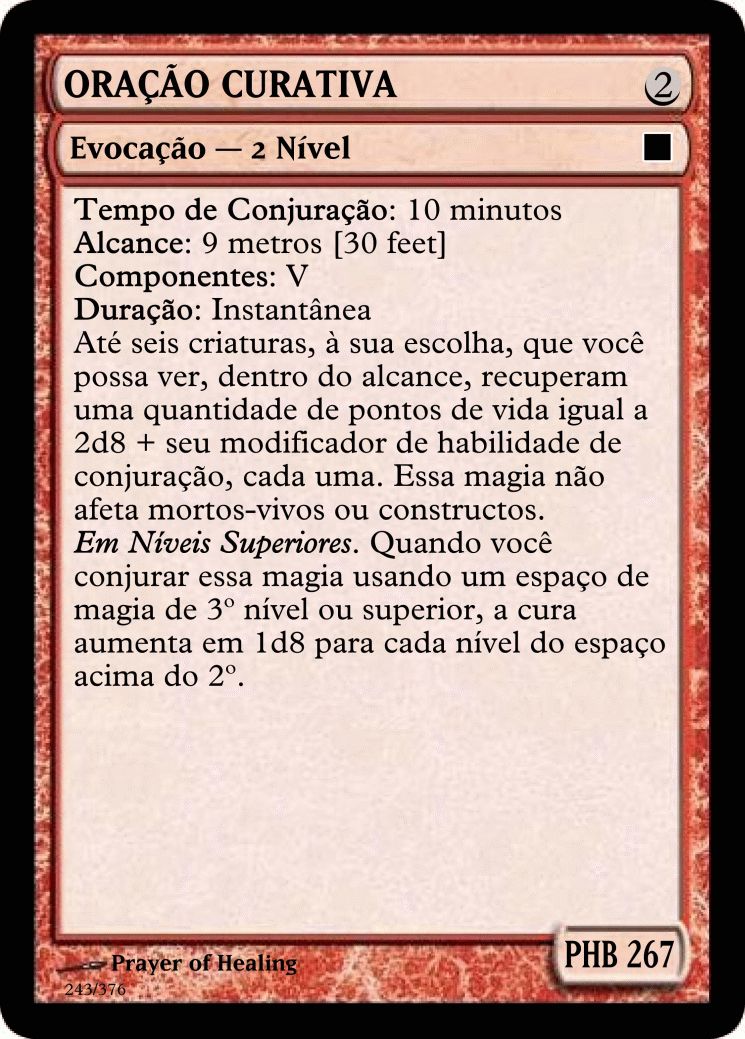 ORAÇÃO CURATIVA 2
Evocação — 2 Nível
Tempo de Conjuração: 10 minutos
Alcance: 9 metros [30 feet]
Componentes: V
Duração: Instantânea
Até seis criaturas, à sua escolha, que você
possa ver, dentro do alcance, recuperam
uma quantidade de pontos de vida igual a
2d8 + seu modificador de habilidade de
conjuração, cada uma. Essa magia não
afeta mortos-vivos ou constructos.
Em Níveis Superiores. Quando você
conjurar essa magia usando um espaço de
magia de 3º nível ou superior, a cura
aumenta em 1d8 para cada nível do espaço
acima do 2º.
PHB 267
Prayer of Healing
243/376